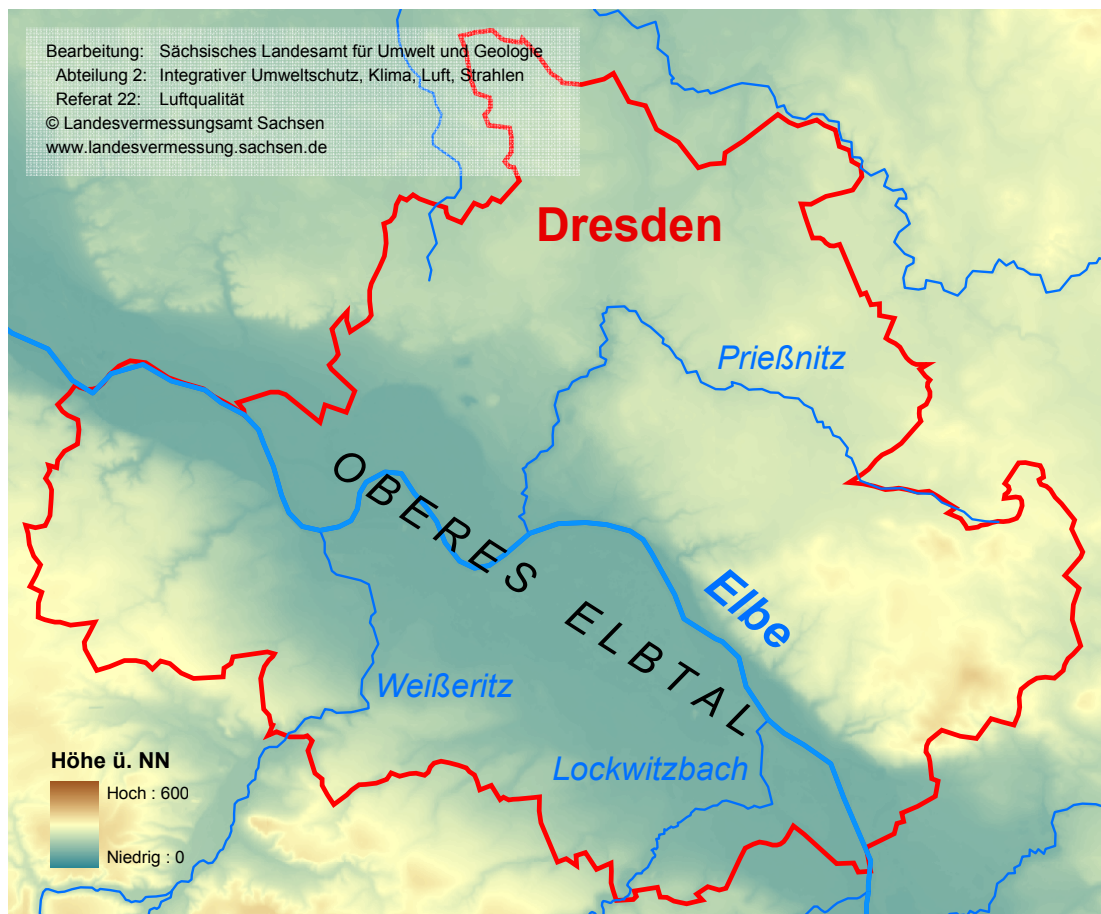 Bearbeitung: Sächsisches Landesamt für Umwelt und Geologie
Abteilung 2: Integrativer Umweltschutz, Klima, Luft, Strahlen
Referat 22: Luftqualität
© Landesvermessungsamt Sachsen
www.landesvermessung.sachsen.de
Dresden
Prießnitz
OBERES ELBTAL
Elbe
Weißeritz
Lockwitzbach
Höhe ü. NN
Hoch : 600
Niedrig : 0